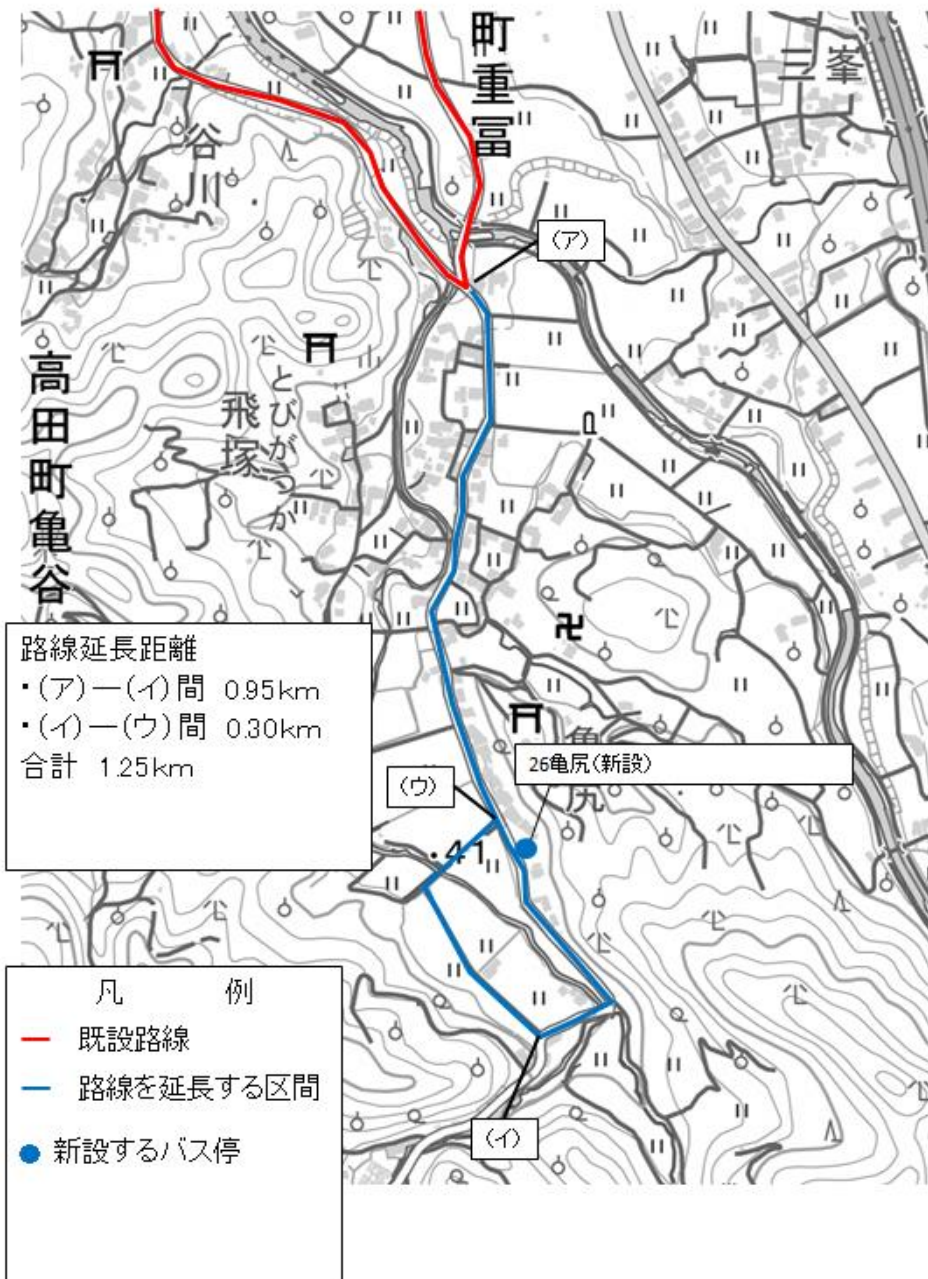 町重冨
三峯
谷川
(ア)
高田町亀谷
飛塚
とびがつか
路線延長距離
・(ア)―(イ)間 0.95km
・(イ)―(ウ)間 0.30km
合計 1.25km
26亀尻(新設)
(ウ)
・41
凡 例
既設路線
路線を延長する区間
新設するバス停
(イ)